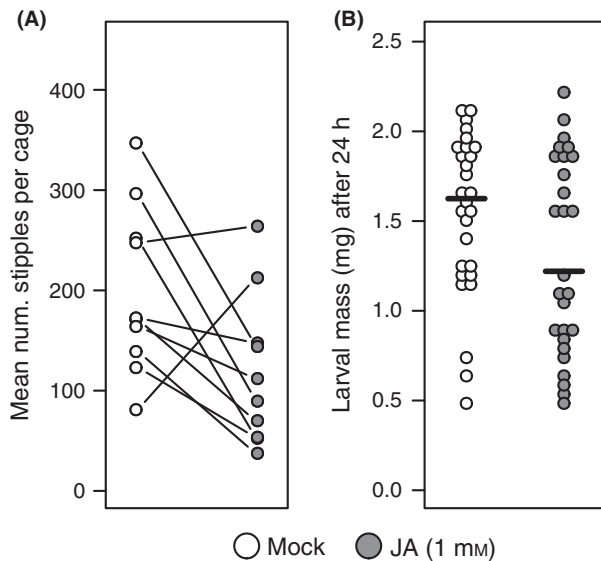 (A)
Mean num. stipples per cage
400
300
200
100
0
(B)
Larval mass (mg) after 24 h
2.5
2.0
1.5
1.0
0.5
0.0
Mock
JA (1 mM)